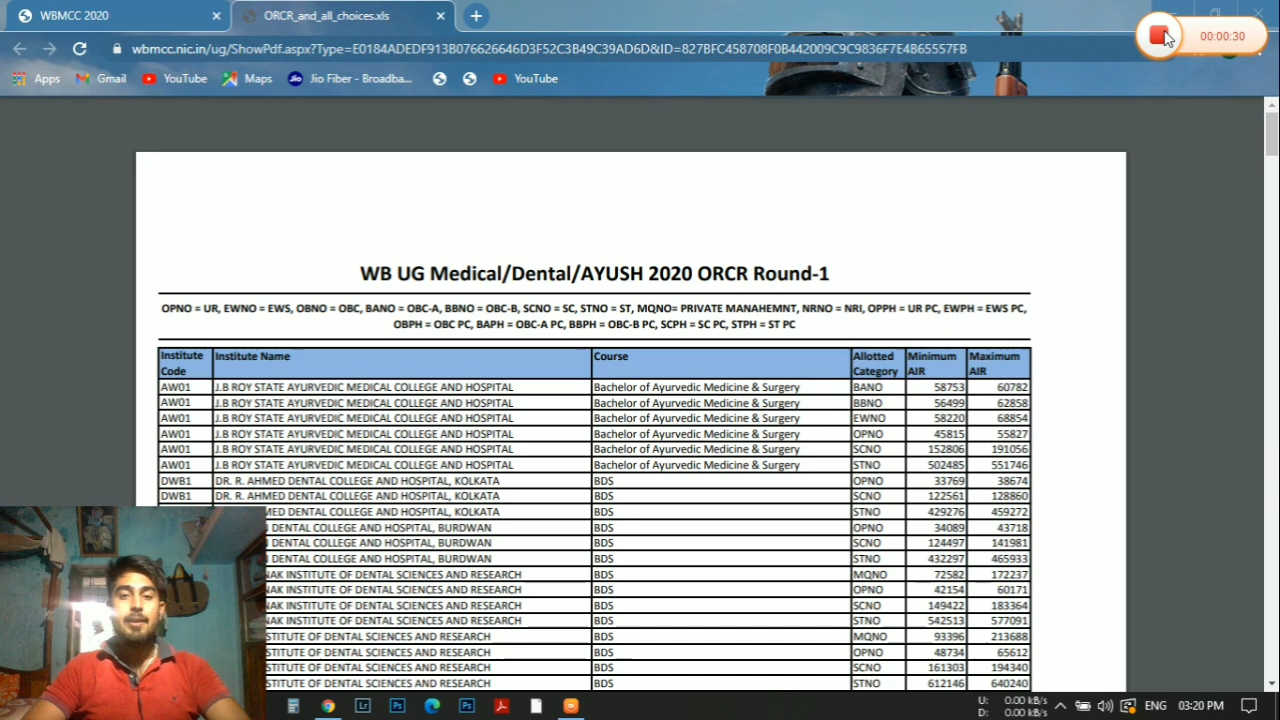 WBMCC 2020
ORCR_and_all_choices.xls
wbmcc.nic.in/ug/ShowPdf.aspx?Type=E0184ADEDF913B076626646D3F52C3B49C39AD6D&ID=827BFC458708F0B442009C9C9836F7E4B65557FB
00:00:30
Apps Gmail YouTube Maps Jio Fiber - Broadba... YouTube
WB UG Medical/Dental/AYUSH 2020 ORCR Round-1
OPNO = UR, EWNO = EWS, OBNO = OBC, BANO = OBC-A, BBNO = OBC-B, SCNO = SC, STNO = ST, MQNO= PRIVATE MANAHEMNT, NRNO = NRI, OPPH = UR PC, EWPH = EWS PC,
OBPH = OBC PC, BAPH = OBC-A PC, BBPH = OBC-B PC, SCPH = SC PC, STPH = ST PC
Institute Code Institute Name Course Allotted Category Minimum AIR Maximum AIR
AW01 J.B ROY STATE AYURVEDIC MEDICAL COLLEGE AND HOSPITAL Bachelor of Ayurvedic Medicine & Surgery BANO 58753 60782
AW01 J.B ROY STATE AYURVEDIC MEDICAL COLLEGE AND HOSPITAL Bachelor of Ayurvedic Medicine & Surgery BBNO 56499 62858
AW01 J.B ROY STATE AYURVEDIC MEDICAL COLLEGE AND HOSPITAL Bachelor of Ayurvedic Medicine & Surgery EWNO 58220 68854
AW01 J.B ROY STATE AYURVEDIC MEDICAL COLLEGE AND HOSPITAL Bachelor of Ayurvedic Medicine & Surgery OPNO 45815 55827
AW01 J.B ROY STATE AYURVEDIC MEDICAL COLLEGE AND HOSPITAL Bachelor of Ayurvedic Medicine & Surgery SCNO 152806 191056
AW01 J.B ROY STATE AYURVEDIC MEDICAL COLLEGE AND HOSPITAL Bachelor of Ayurvedic Medicine & Surgery STNO 502485 551746
DWB1 DR. R. AHMED DENTAL COLLEGE AND HOSPITAL, KOLKATA BDS OPNO 33769 38674
DWB1 DR. R. AHMED DENTAL COLLEGE AND HOSPITAL, KOLKATA BDS SCNO 122561 128860
MED DENTAL COLLEGE AND HOSPITAL, KOLKATA BDS STNO 429276 459272
DENTAL COLLEGE AND HOSPITAL, BURDWAN BDS OPNO 34089 43718
DENTAL COLLEGE AND HOSPITAL, BURDWAN BDS SCNO 124497 141981
DENTAL COLLEGE AND HOSPITAL, BURDWAN BDS STNO 432297 465933
NAK INSTITUTE OF DENTAL SCIENCES AND RESEARCH BDS MQNO 72582 172237
NAK INSTITUTE OF DENTAL SCIENCES AND RESEARCH BDS OPNO 42154 60171
NAK INSTITUTE OF DENTAL SCIENCES AND RESEARCH BDS SCNO 149422 183364
NAK INSTITUTE OF DENTAL SCIENCES AND RESEARCH BDS STNO 542513 577091
STITUTE OF DENTAL SCIENCES AND RESEARCH BDS MQNO 93396 213688
STITUTE OF DENTAL SCIENCES AND RESEARCH BDS OPNO 48734 65612
STITUTE OF DENTAL SCIENCES AND RESEARCH BDS SCNO 161303 194340
STITUTE OF DENTAL SCIENCES AND RESEARCH BDS STNO 612146 640240
U: 0.00 kB/s
D: 0.00 kB/s
ENG 03:20 PM